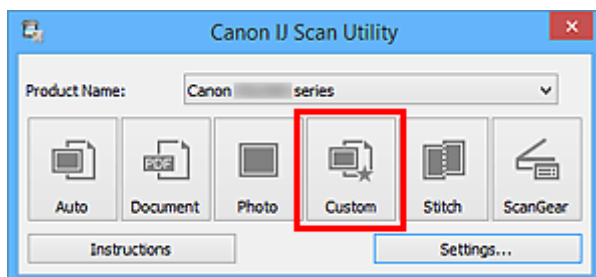 Canon IJ Scan Utility
Product Name: Canon series
PDF
Auto Document Photo Custom Stitch ScanGear
Instructions Settings...